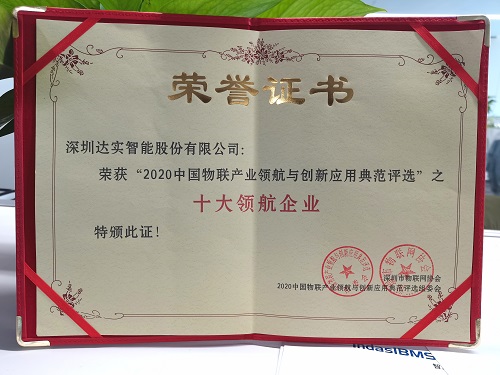 荣誉证书
深圳达实智能股份有限公司:
荣获“2020中国物联产业领航与创新应用典范评选”之
十大领航企业
特颁此证!
深圳市物联网协会
2020中国物联产业领航与创新应用典范评选组委会
IndasIBMS